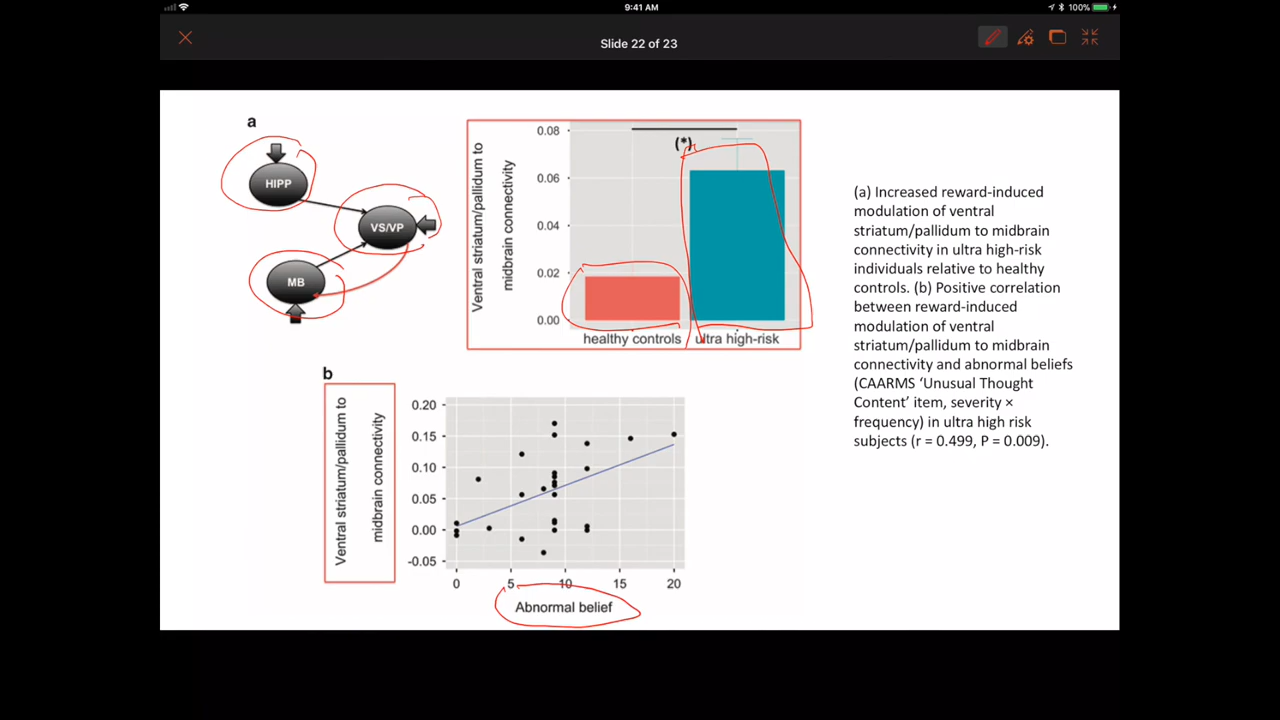 9:41 AM
100%
Slide 22 of 23
a
HIPP
VS/VP
MB
Ventral striatum/pallidum to
midbrain connectivity
0.08
0.06
0.04
0.02
0.00
(*)
healthy controls
ultra high-risk
(a) Increased reward-induced
modulation of ventral
striatum/pallidum to midbrain
connectivity in ultra high-risk
individuals relative to healthy
controls. (b) Positive correlation
between reward-induced
modulation of ventral
striatum/pallidum to midbrain
connectivity and abnormal beliefs
(CAARMS ‘Unusual Thought
Content’ item, severity ×
frequency) in ultra high risk
subjects (r = 0.499, P = 0.009).
b
Ventral striatum/pallidum to
midbrain connectivity
0.20
0.15
0.10
0.05
0.00
-0.05
0 5 10 15 20
Abnormal belief